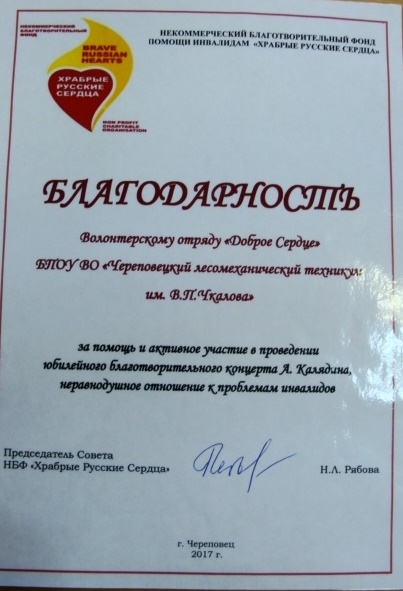 НЕКОММЕРЧЕСКИЙ
БЛАГОТВОРИТЕЛЬНЫЙ
ФОНД
BRAVE
RUSSIAN
HEARTS
ХРАБРЫЕ
РУССКИЕ
СЕРДЦА
NON PROFIT
CHARITABLE
ORGANISATION
НЕКОММЕРЧЕСКИЙ БЛАГОТВОРИТЕЛЬНЫЙ ФОНД
ПОМОЩИ ИНВАЛИДАМ «ХРАБРЫЕ РУССКИЕ СЕРДЦА»
БЛАГОДАРНОСТЬ
Волонтерскому отряду «Доброе Сердце»
БПОУ ВО «Череповецкий лесомеханический техникум
им. В.П.Чкалова»
за помощь и активное участие в проведении
юбилейного благотворительного концерта А. Калядина,
неравнодушное отношение к проблемам инвалидов
Председатель Совета
НБФ «Храбрые Русские Сердца»
Н.Л. Рябова
г. Череповец
2017 г.